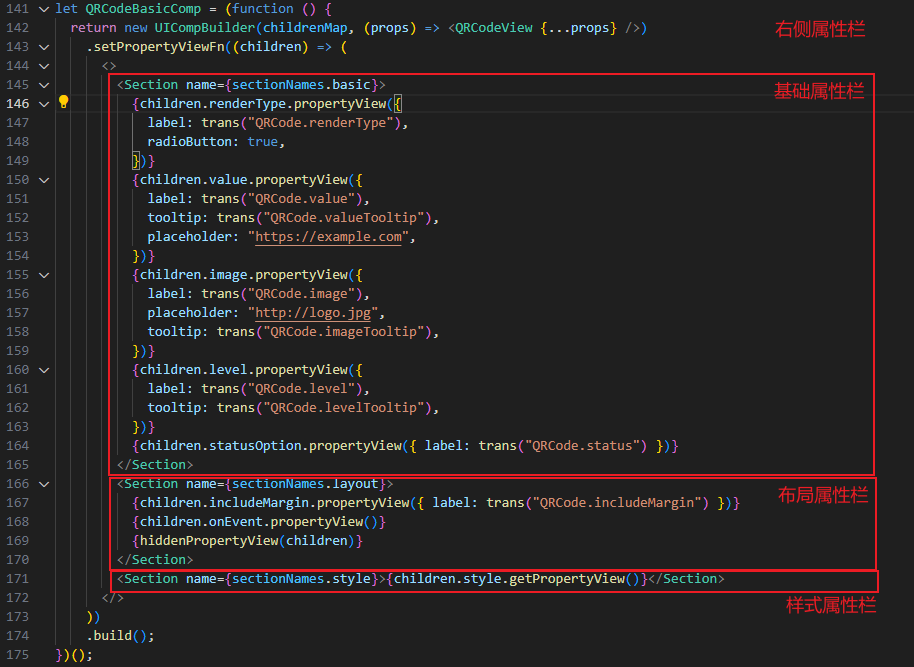 141 let QRCodeBasicComp = (function () {
142 return new UICompBuilder(childrenMap, (props) => <QRCodeView {...props} />)
右侧属性栏
143 .setPropertyViewFn((children) => (
144 <>
145 <Section name={sectionNames.basic}>
基础属性栏
146 {children.renderType.propertyView({
147 label: trans("QRCode.renderType"),
148 radioButton: true,
149 })}
150 {children.value.propertyView({
151 label: trans("QRCode.value"),
152 tooltip: trans("QRCode.valueTooltip"),
153 placeholder: "https://example.com",
154 })}
155 {children.image.propertyView({
156 label: trans("QRCode.image"),
157 placeholder: "http://logo.jpg",
158 tooltip: trans("QRCode.imageTooltip"),
159 })}
160 {children.level.propertyView({
161 label: trans("QRCode.level"),
162 tooltip: trans("QRCode.levelTooltip"),
163 })}
164 {children.statusOption.propertyView({ label: trans("QRCode.status") })}
165 </Section>
166 <Section name={sectionNames.layout}>
布局属性栏
167 {children.includeMargin.propertyView({ label: trans("QRCode.includeMargin") })}
168 {children.onEvent.propertyView()}
169 {hiddenPropertyView(children)}
170 </Section>
171 <Section name={sectionNames.style}>{children.style.getPropertyView()}</Section>
172 </>
样式属性栏
173 ))
174 .build();
175 })();